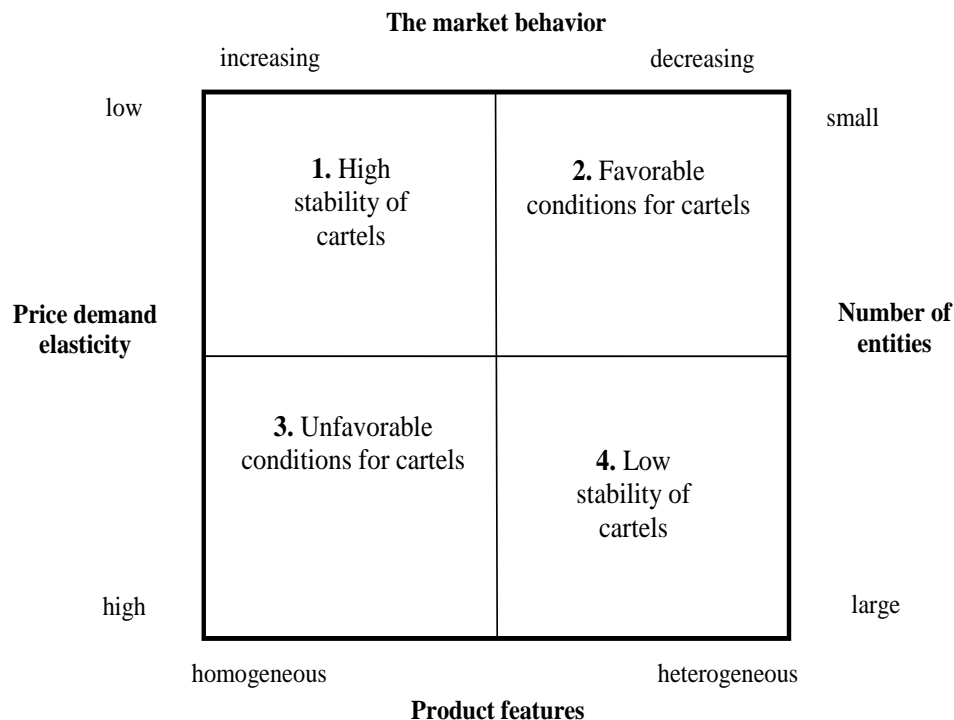 The market behavior
increasing
decreasing
low
small
1. High
stability of
cartels
2. Favorable
conditions for cartels
Price demand
elasticity
Number of
entities
3. Unfavorable
conditions for cartels
4. Low
stability of
cartels
high
large
homogeneous
heterogeneous
Product features